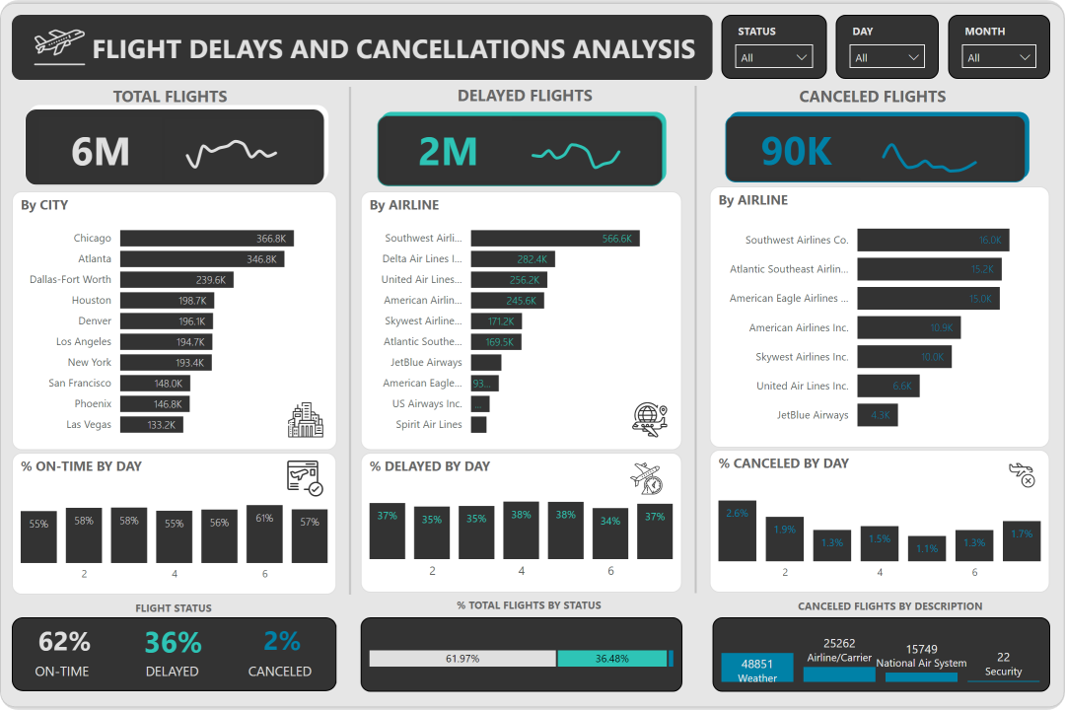 FLIGHT DELAYS AND CANCELLATIONS ANALYSIS
STATUS
All
DAY
All
MONTH
All
TOTAL FLIGHTS
6M
By CITY
Chicago 366.8K
Atlanta 346.8K
Dallas-Fort Worth 239.6K
Houston 198.7K
Denver 196.1K
Los Angeles 194.7K
New York 193.4K
San Francisco 148.0K
Phoenix 146.8K
Las Vegas 133.2K
% ON-TIME BY DAY
55% 58% 58% 55% 56% 61% 57%
2 4 6
FLIGHT STATUS
62% 36% 2%
ON-TIME DELAYED CANCELED
DELAYED FLIGHTS
2M
By AIRLINE
Southwest Airli... 566.6K
Delta Air Lines I... 282.4K
United Air Lines... 256.2K
American Airlin... 245.6K
Skywest Airline... 171.2K
Atlantic Southe... 169.5K
JetBlue Airways
American Eagle... 93...
US Airways Inc. ...
Spirit Air Lines
% DELAYED BY DAY
37% 35% 35% 38% 38% 34% 37%
2 4 6
% TOTAL FLIGHTS BY STATUS
61.97% 36.48%
CANCELED FLIGHTS
90K
By AIRLINE
Southwest Airlines Co. 16.0K
Atlantic Southeast Airlin... 15.2K
American Eagle Airlines ... 15.0K
American Airlines Inc. 10.9K
Skywest Airlines Inc. 10.0K
United Air Lines Inc. 6.6K
JetBlue Airways 4.3K
% CANCELED BY DAY
2.6% 1.9% 1.3% 1.5% 1.1% 1.3% 1.7%
2 4 6
CANCELED FLIGHTS BY DESCRIPTION
48851 25262 15749 22
Weather Airline/Carrier National Air System Security